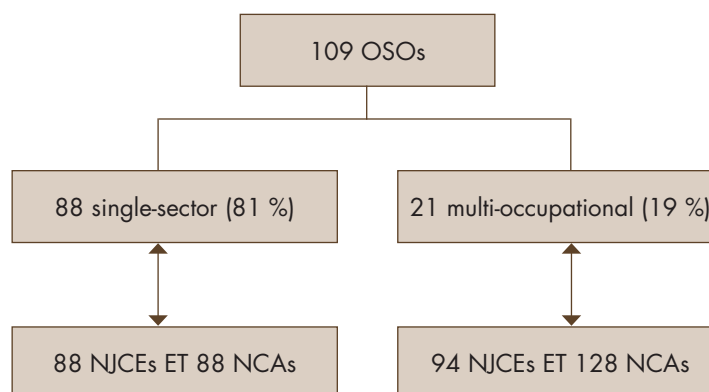 109 OSOs
88 single-sector (81 %)
21 multi-occupational (19 %)
88 NJCEs ET 88 NCAs
94 NJCEs ET 128 NCAs